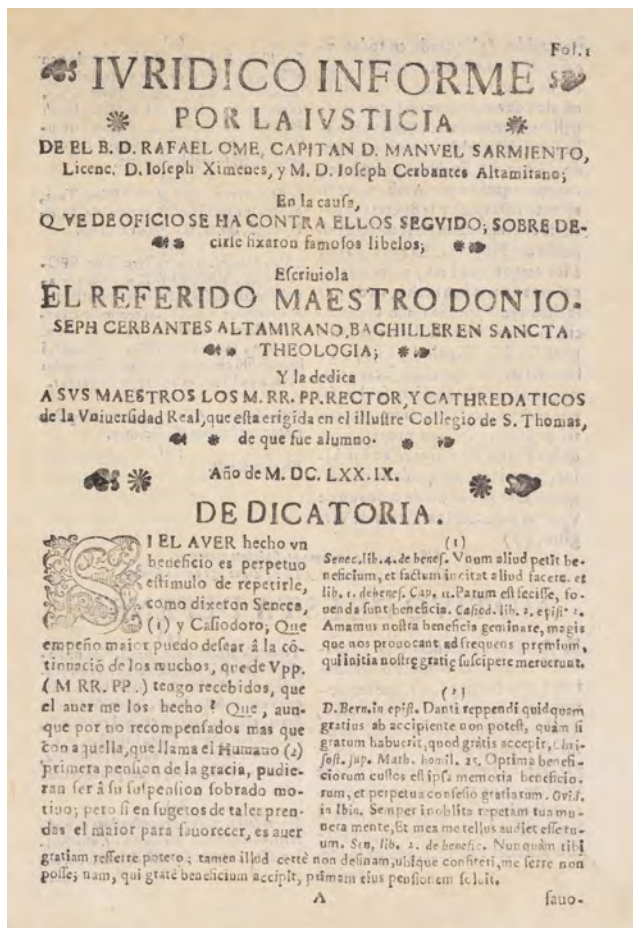 Fol. 1
IVRIDICO INFORME
POR LA IVSTICIA
DE EL B. D. RAFAEL OME, CAPITAN D. MANVEL SARMIENTO,
Licenc. D. Ioseph Ximenes, y M. D. Ioseph Cerbantes Altamirano;
En la causa,
QVE DE OFICIO SE HA CONTRA ELLOS SEGVIDO; SOBRE DE-
cirse fixaron famosos libelos;
Escriuiola
EL REFERIDO MAESTRO DON IO-
SEPH CERBANTES ALTAMIRANO, BACHILLER EN SANCTA
THEOLOGIA;
Y la dedica
A SVS MAESTROS LOS M. RR. PP. RECTOR, Y CATHREDATICOS
de la Vniuersidad Real, que esta erigida en el illustre Collegio de S. Thomas,
de que fue alumno.
Año de M. DC. LXX. IX.
DEDICATORIA.
SI EL AVER hecho vn
beneficio es perpetuo
estimulo de repetirle,
como dixeron Seneca,
(1) y Casiodoro; Que
empeño maior puedo desear â la cō-
tinuació de los muchos, que de Vpp.
( M RR. PP .) tengo recebidos, que
el auer me los hecho ? Que, aun-
que por no recompensados mas que
con aquella, que llama el Humano (2)
primera pension de la gracia, pudie-
ran ser â su suspension sobrado mo-
tiuo; pero si en sugetos de tales pren-
das el maior para fauorecer, es auer
(1)
Senec. lib. 4. de benef. Vnum aliud petit be-
neficium, et factum incitat aliud facere. et
lib. 1. de benef. Cap. 11. Parum est fecisse, fo-
uenda sunt beneficia. Casiod. lib. 2. epist. 1.
Amamus nostra beneficia geminare, magis
que nos prouocant ad frequens premium,
qui initia nostrę gratię suscipere meruerunt.
(2)
D. Bern. in epist. Danti reppendi quidquam
gratius ab accipiente non potest, quàm si
gratum habuerit, quod gratis accepit, Chri-
sost. sup. Math. homil. 25. Optima benefi-
ciorum custos est ipsa memoria beneficio-
rum, et perpetua confesio gratiarum. Ovid.
in Ibin. Semper inoblita repetam tua mu-
nera mente, Et mea me tellus audiet esse tu-
um. Sen, lib. 2. de benefic. Nunquàm tibi
gratiam refferre potero; tamen illud certè non desinam, ubique confiteri, me ferre non
posse; nam, qui gratè beneficium accipit, primam eius pensionem soluit.
A
fauo-